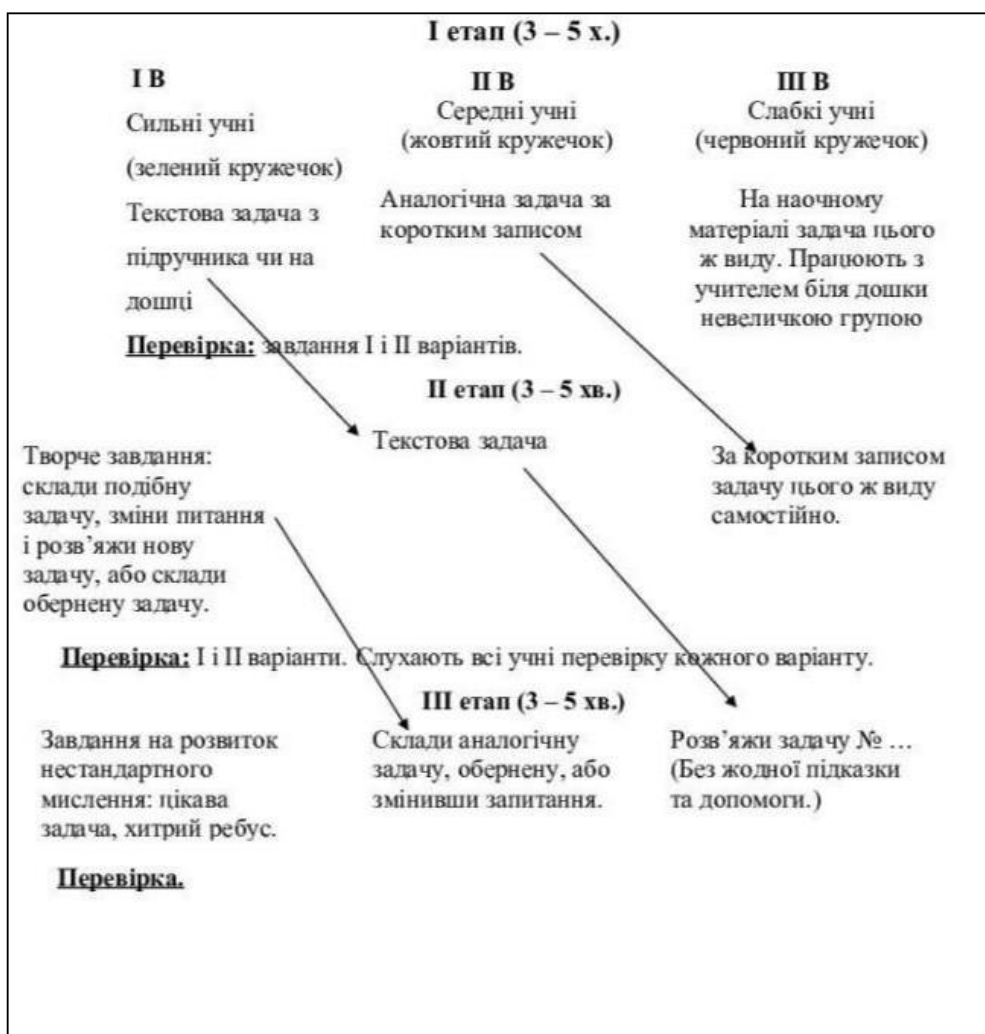 І етап (3 – 5 х.)
І В
Сильні учні
(зелений кружечок)
Текстова задача з
підручника чи на
дошці
ІІ В
Середні учні
(жовтий кружечок)
Аналогічна задача за
коротким записом
ІІІ В
Слабкі учні
(червоний кружечок)
На наочному
матеріалі задача цього
ж виду. Працюють з
учителем біля дошки
невеличкою групою
Перевірка: завдання І і ІІ варіантів.
ІІ етап (3 – 5 хв.)
Творче завдання:
склади подібну
задачу, зміни питання
і розв’яжи нову
задачу, або склади
обернену задачу.
Текстова задача
За коротким записом
задачу цього ж виду
самостійно.
Перевірка: І і ІІ варіанти. Слухають всі учні перевірку кожного варіанту.
ІІІ етап (3 – 5 хв.)
Завдання на розвиток
нестандартного
мислення: цікава
задача, хитрий ребус.
Склади аналогічну
задачу, обернену, або
змінивши запитання.
Розв’яжи задачу № …
(Без жодної підказки
та допомоги.)
Перевірка.